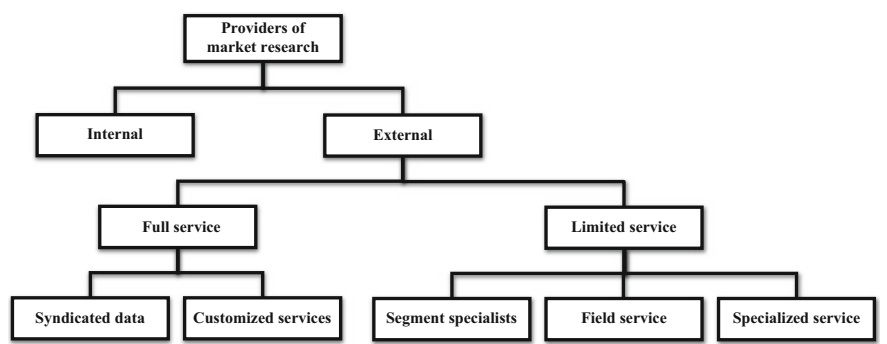 Providers of
market research
Internal
External
Full service
Limited service
Syndicated data
Customized services
Segment specialists
Field service
Specialized service